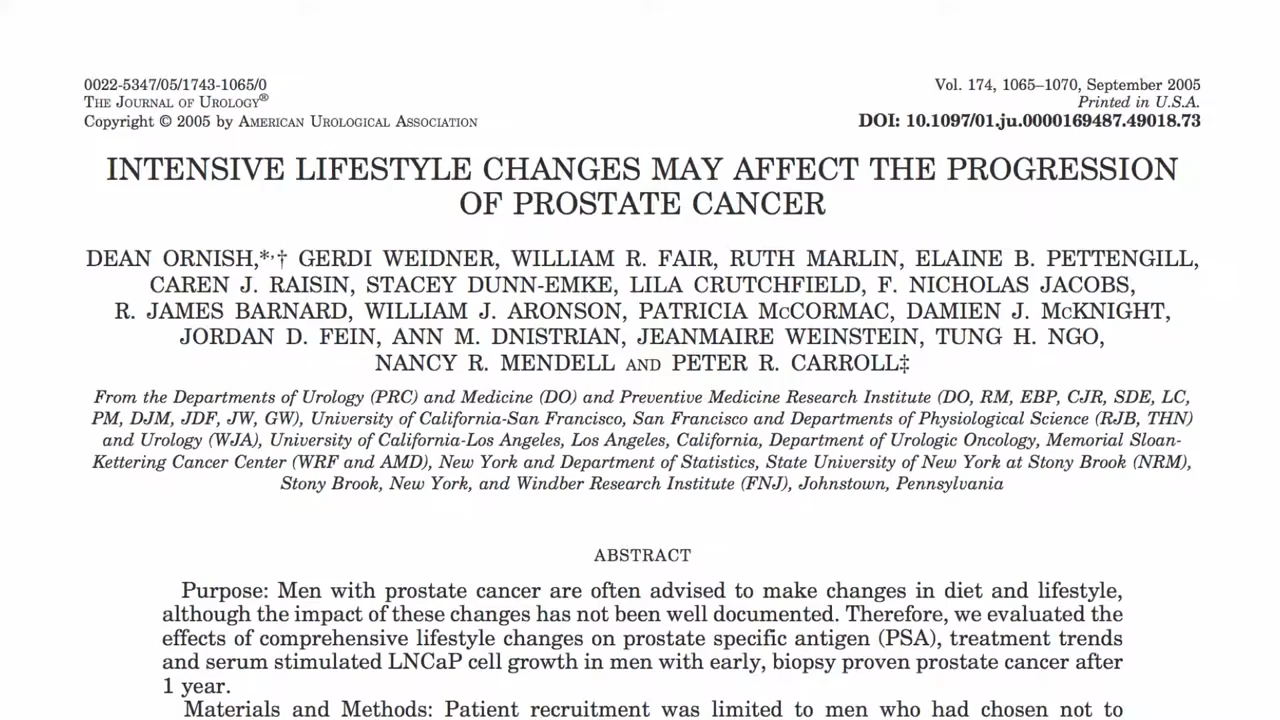 0022-5347/05/1743-1065/0
THE JOURNAL OF UROLOGY®
Copyright © 2005 by AMERICAN UROLOGICAL ASSOCIATION
Vol. 174, 1065–1070, September 2005
Printed in U.S.A.
DOI: 10.1097/01.ju.0000169487.49018.73
INTENSIVE LIFESTYLE CHANGES MAY AFFECT THE PROGRESSION
OF PROSTATE CANCER
DEAN ORNISH,*,† GERDI WEIDNER, WILLIAM R. FAIR, RUTH MARLIN, ELAINE B. PETTENGILL,
CAREN J. RAISIN, STACEY DUNN-EMKE, LILA CRUTCHFIELD, F. NICHOLAS JACOBS,
R. JAMES BARNARD, WILLIAM J. ARONSON, PATRICIA McCORMAC, DAMIEN J. McKNIGHT,
JORDAN D. FEIN, ANN M. DNISTRIAN, JEANMAIRE WEINSTEIN, TUNG H. NGO,
NANCY R. MENDELL AND PETER R. CARROLL‡
From the Departments of Urology (PRC) and Medicine (DO) and Preventive Medicine Research Institute (DO, RM, EBP, CJR, SDE, LC,
PM, DJM, JDF, JW, GW), University of California-San Francisco, San Francisco and Departments of Physiological Science (RJB, THN)
and Urology (WJA), University of California-Los Angeles, Los Angeles, California, Department of Urologic Oncology, Memorial Sloan-
Kettering Cancer Center (WRF and AMD), New York and Department of Statistics, State University of New York at Stony Brook (NRM),
Stony Brook, New York, and Windber Research Institute (FNJ), Johnstown, Pennsylvania
ABSTRACT
Purpose: Men with prostate cancer are often advised to make changes in diet and lifestyle,
although the impact of these changes has not been well documented. Therefore, we evaluated the
effects of comprehensive lifestyle changes on prostate specific antigen (PSA), treatment trends
and serum stimulated LNCaP cell growth in men with early, biopsy proven prostate cancer after
1 year.
Materials and Methods: Patient recruitment was limited to men who had chosen not to